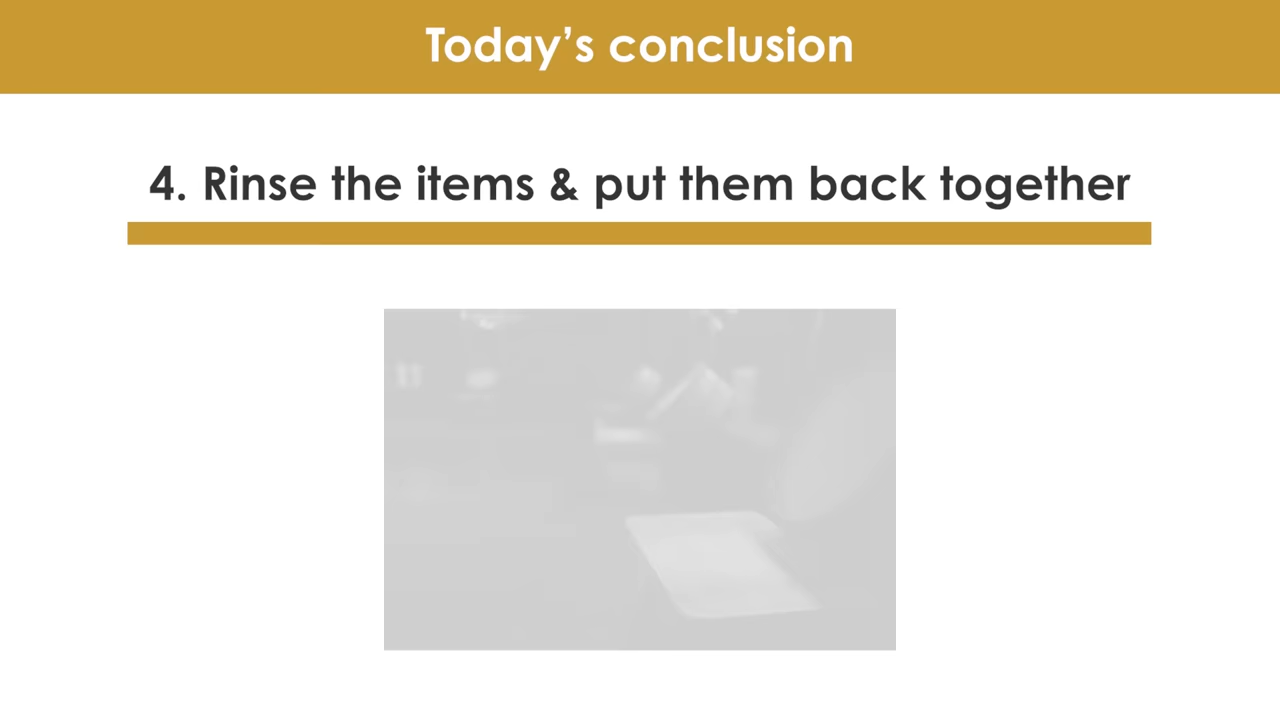 Today’s conclusion
4. Rinse the items & put them back together